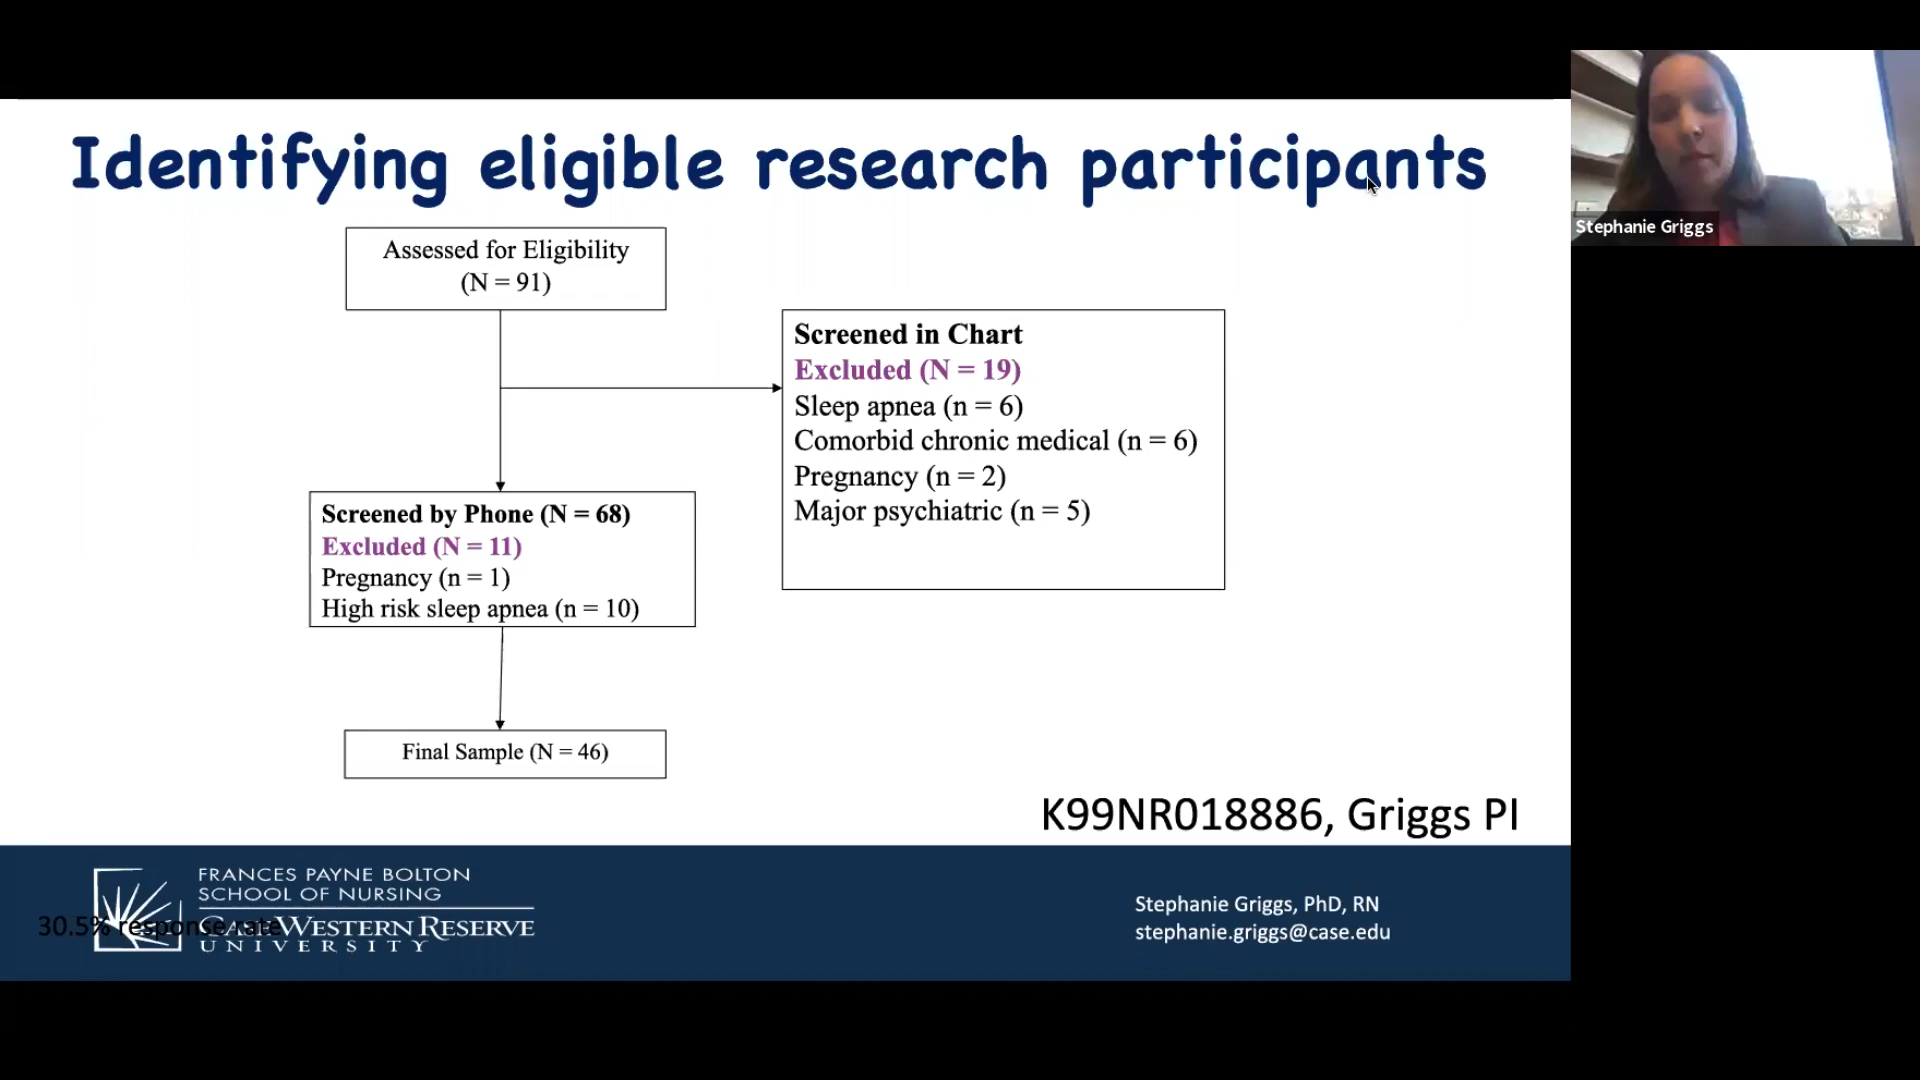 Identifying eligible research participants
Assessed for Eligibility
(N = 91)
Screened in Chart
Excluded (N = 19)
Sleep apnea (n = 6)
Comorbid chronic medical (n = 6)
Pregnancy (n = 2)
Major psychiatric (n = 5)
Screened by Phone (N = 68)
Excluded (N = 11)
Pregnancy (n = 1)
High risk sleep apnea (n = 10)
Final Sample (N = 46)
K99NR018886, Griggs PI
FRANCES PAYNE BOLTON
SCHOOL OF NURSING
CASE WESTERN RESERVE
UNIVERSITY
30.5% response rate
Stephanie Griggs, PhD, RN
stephanie.griggs@case.edu
Stephanie Griggs